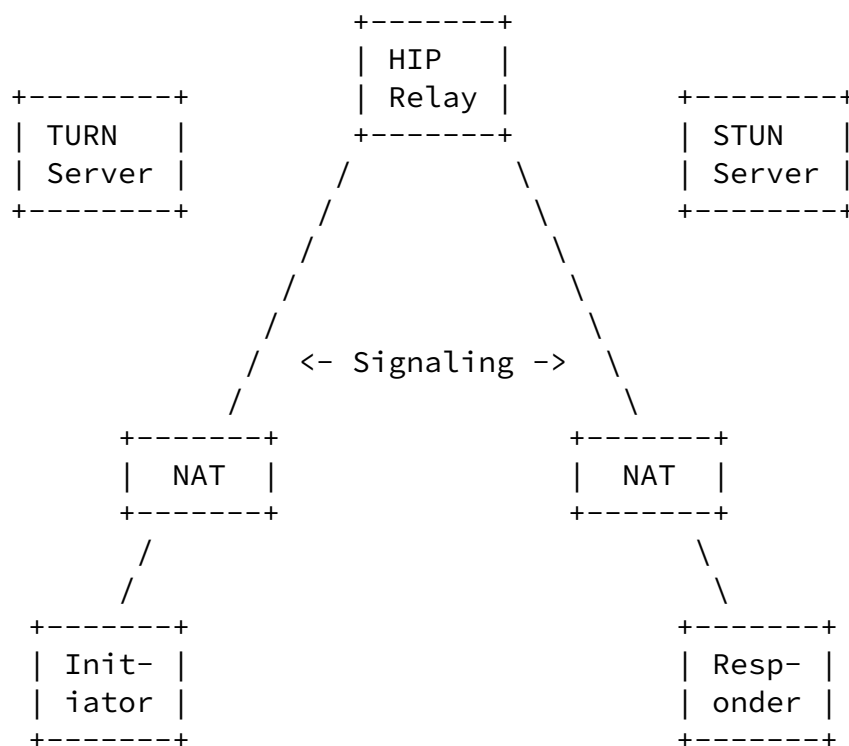 HIP
Relay
TURN
Server
STUN
Server
<- Signaling ->
NAT
NAT
Init-
iator
Resp-
onder